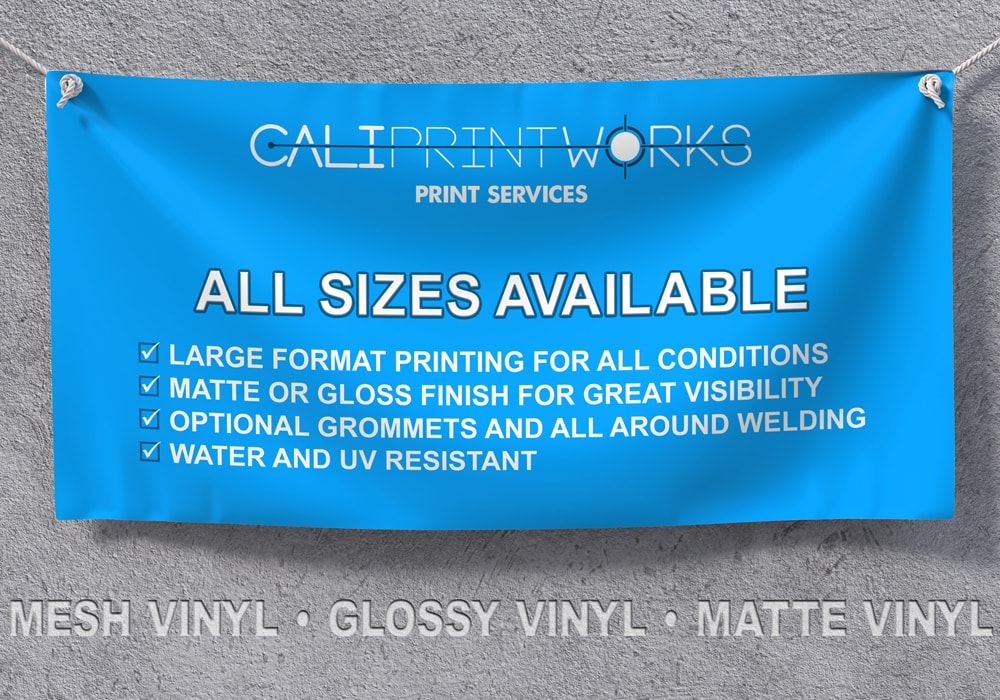 CALIPRINTWORKS
PRINT SERVICES
ALL SIZES AVAILABLE
LARGE FORMAT PRINTING FOR ALL CONDITIONS
MATTE OR GLOSS FINISH FOR GREAT VISIBILITY
OPTIONAL GROMMETS AND ALL AROUND WELDING
WATER AND UV RESISTANT
MESH VINYL • GLOSSY VINYL • MATTE VINYL